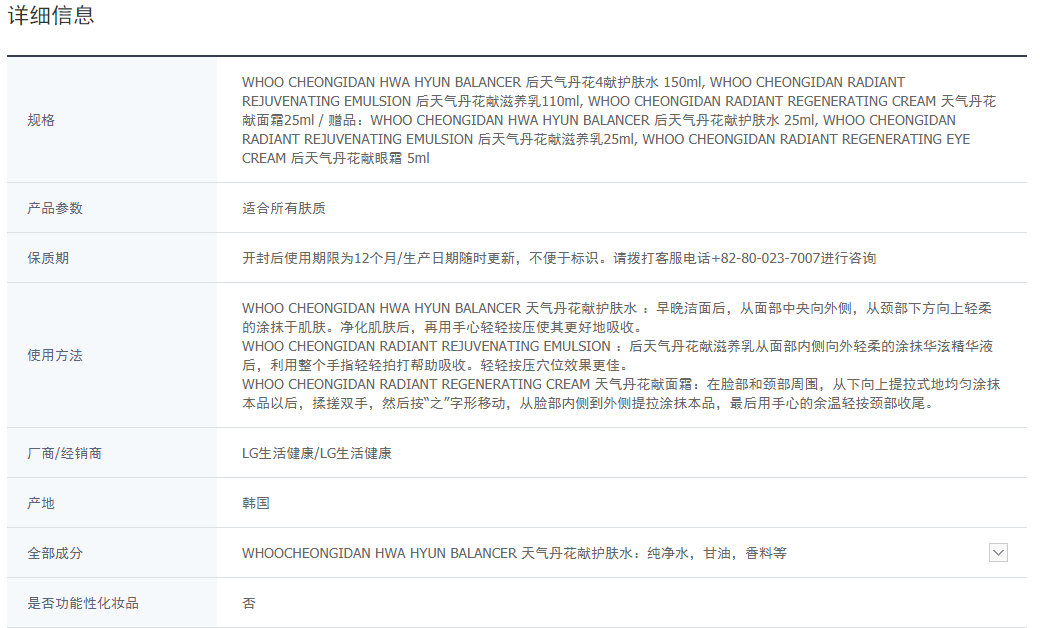 详细信息
规格
WHOO CHEONGIDAN HWA HYUN BALANCER 后天气丹花4献护肤水 150ml, WHOO CHEONGIDAN RADIANT
REJUVENATING EMULSION 后天气丹花献滋养乳110ml, WHOO CHEONGIDAN RADIANT REGENERATING CREAM 天气丹花
献面霜25ml / 赠品：WHOO CHEONGIDAN HWA HYUN BALANCER 后天气丹花献护肤水 25ml, WHOO CHEONGIDAN
RADIANT REJUVENATING EMULSION 后天气丹花献滋养乳25ml, WHOO CHEONGIDAN RADIANT REGENERATING EYE
CREAM 后天气丹花献眼霜 5ml
产品参数
适合所有肤质
保质期
开封后使用期限为12个月/生产日期随时更新，不便于标识。请拨打客服电话+82-80-023-7007进行咨询
使用方法
WHOO CHEONGIDAN HWA HYUN BALANCER 天气丹花献护肤水 ：早晚洁面后，从面部中央向外侧，从颈部下方向上轻柔
的涂抹于肌肤。净化肌肤后，再用手心轻轻按压使其更好地吸收。
WHOO CHEONGIDAN RADIANT REJUVENATING EMULSION ：后天气丹花献滋养乳从面部内侧向外轻柔的涂抹华泫精华液
后，利用整个手指轻轻拍打帮助吸收。轻轻按压穴位效果更佳。
WHOO CHEONGIDAN RADIANT REGENERATING CREAM 天气丹花献面霜：在脸部和颈部周围，从下向上提拉式地均匀涂抹
本品以后，揉搓双手，然后按“之”字形移动，从脸部内侧到外侧提拉涂抹本品，最后用手心的余温轻按颈部收尾。
厂商/经销商
LG生活健康/LG生活健康
产地
韩国
全部成分
WHOOCHEONGIDAN HWA HYUN BALANCER 天气丹花献护肤水：纯净水，甘油，香料等
是否功能性化妆品
否